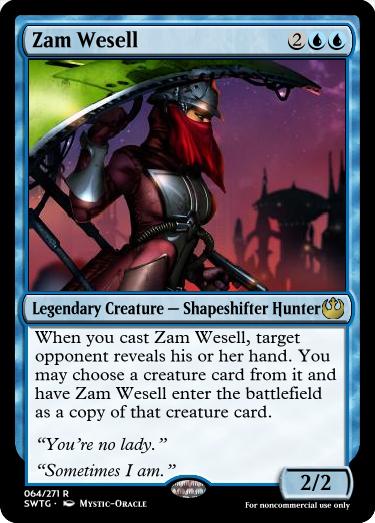 Zam Wesell 2
Legendary Creature — Shapeshifter Hunter
When you cast Zam Wesell, target
opponent reveals his or her hand. You
may choose a creature card from it and
have Zam Wesell enter the battlefield
as a copy of that creature card.
“You're no lady.”
“Sometimes I am.”
2/2
064/271 R
SWTG · Mystic-Oracle
For noncommercial use only